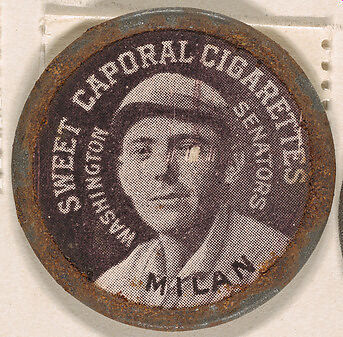 SWEET CAPORAL CIGARETTES
WASHINGTON
SENATORS
MILAN